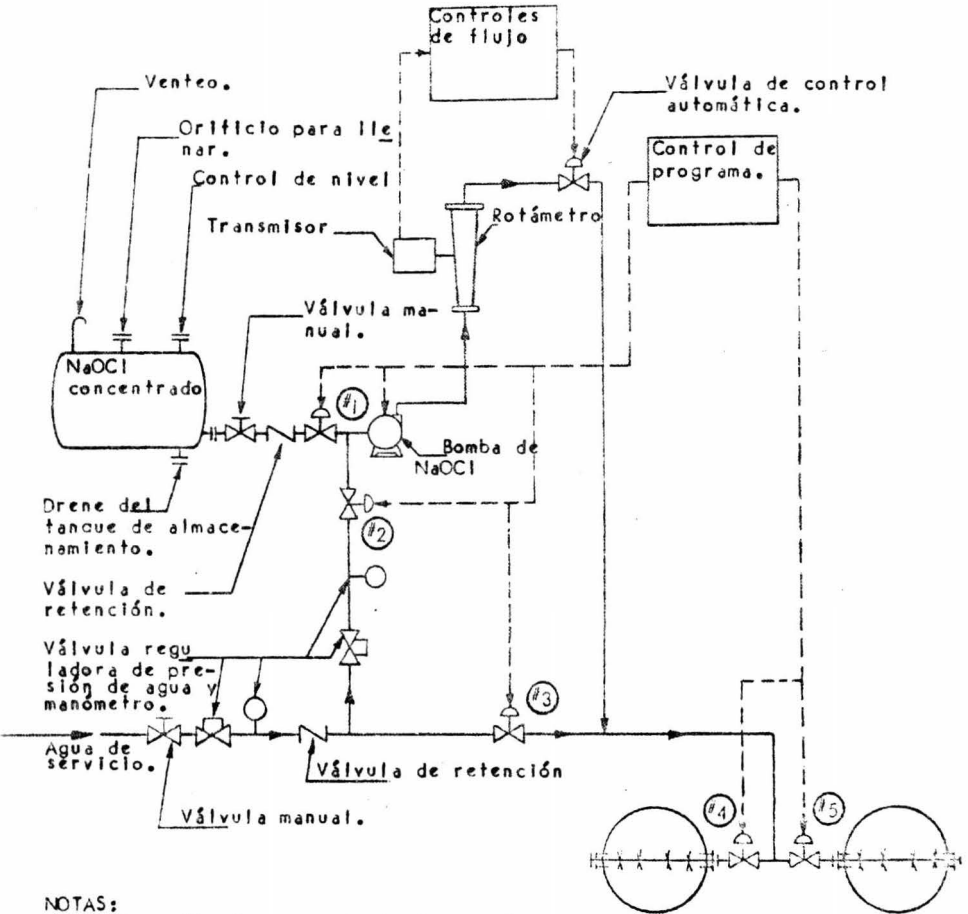 Controles
de flujo
Venteo.
Válvula de control
automática.
Orificio para lle
nar.
Control de
programa.
Control de nivel
Transmisor
Rotámetro
Válvula ma-
nual.
NaOCl
concentrado
#1
Bomba de
NaOCl
Drene del
tanque de almace-
namiento.
#2
Válvula de
retención.
Válvula regu
ladora de pre-
sión de agua y
manómetro.
#3
Agua de
servicio.
Válvula de retención
Válvula manual.
#4
#5
NOTAS: